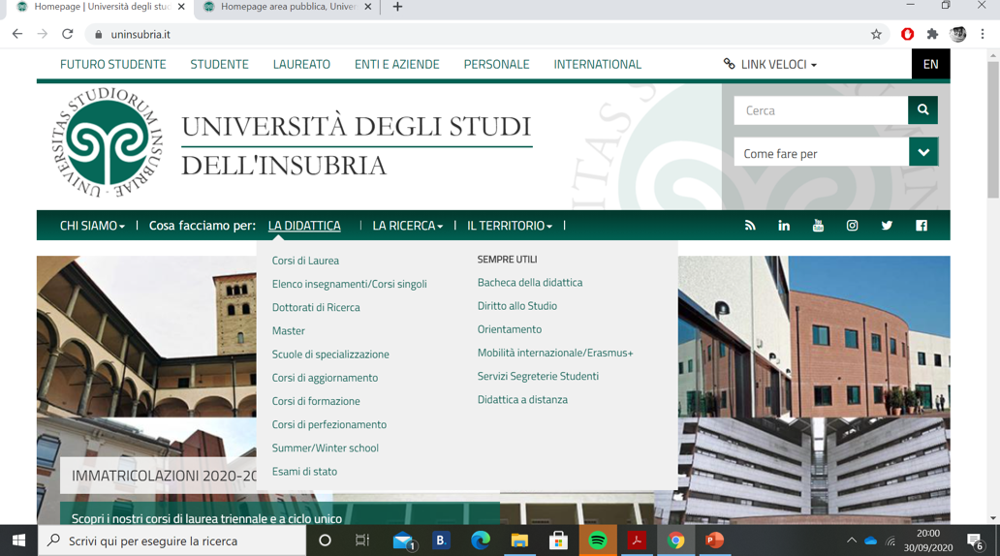 Homepage | Università degli stud
Homepage area pubblica, Univer
uninsubria.it
FUTURO STUDENTE STUDENTE LAUREATO ENTI E AZIENDE PERSONALE INTERNATIONAL LINK VELOCI EN
UNIVERSITAS STUDIORUM INSUBRIAE
UNIVERSITÀ DEGLI STUDI
DELL'INSUBRIA
Cerca
Come fare per
CHI SIAMO | Cosa facciamo per: LA DIDATTICA | LA RICERCA | IL TERRITORIO |
Corsi di Laurea
Elenco insegnamenti/Corsi singoli
Dottorati di Ricerca
Master
Scuole di specializzazione
Corsi di aggiornamento
Corsi di formazione
Corsi di perfezionamento
Summer/Winter school
Esami di stato
SEMPRE UTILI
Bacheca della didattica
Diritto allo Studio
Orientamento
Mobilità internazionale/Erasmus+
Servizi Segreterie Studenti
Didattica a distanza
IMMATRICOLAZIONI 2020-20
Scopri i nostri corsi di laurea triennale e a ciclo unico
Scrivi qui per eseguire la ricerca
1
B.
20:00
30/09/2020
6